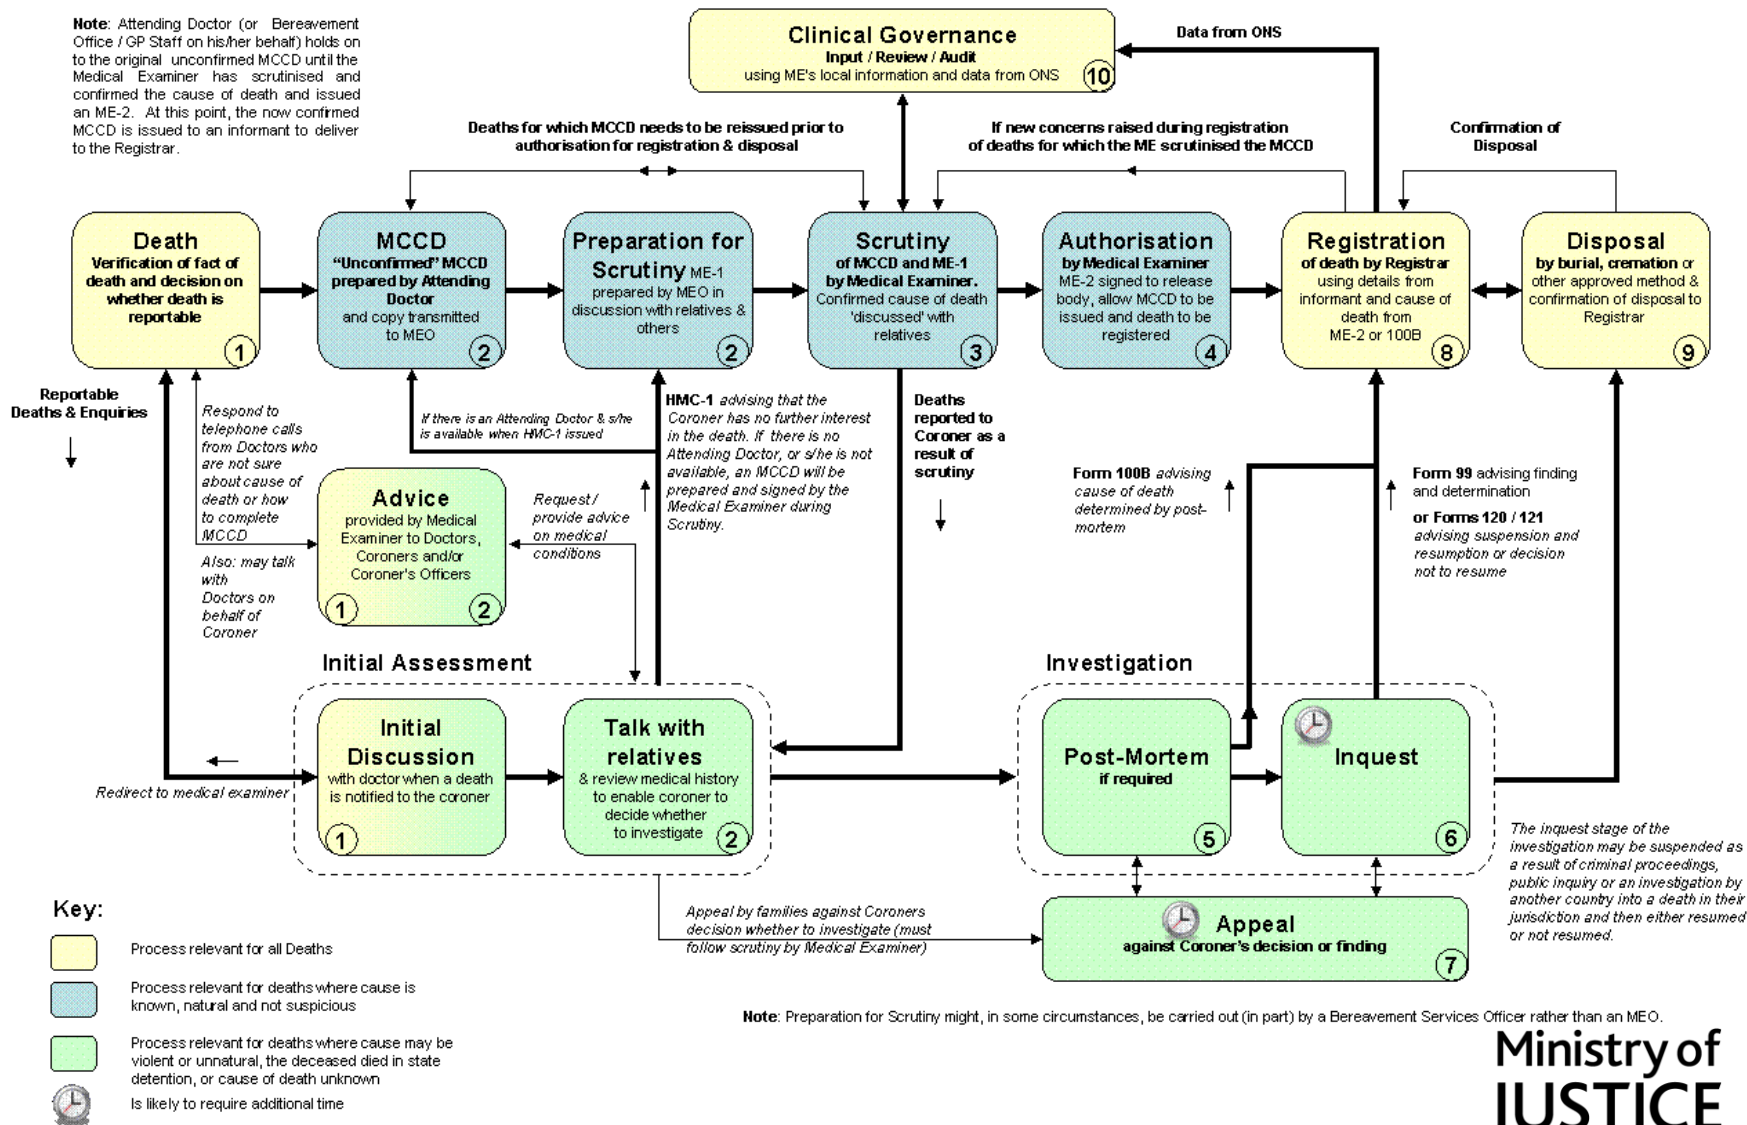 Note: Attending Doctor (or Bereavement
Office / GP Staff on his/her behalf) holds on
to the original unconfirmed MCCD until the
Medical Examiner has scrutinised and
confirmed the cause of death and issued
an ME-2. At this point, the now confirmed
MCCD is issued to an informant to deliver
to the Registrar.
Clinical Governance
Input / Review / Audit
using ME's local information and data from ONS
10
Data from ONS
Deaths for which MCCD needs to be reissued prior to
authorisation for registration & disposal
If new concerns raised during registration
of deaths for which the ME scrutinised the MCCD
Confirmation of
Disposal
Death
Verification of fact of
death and decision on
whether death is
reportable
1
MCCD
“Unconfirmed” MCCD
prepared by Attending
Doctor
and copy transmitted
to MEO
2
Preparation for
Scrutiny ME-1
prepared by MEO in
discussion with relatives &
others
2
Scrutiny
of MCCD and ME-1
by Medical Examiner.
Confirmed cause of death
'discussed' with
relatives
3
Authorisation
by Medical Examiner
ME-2 signed to release
body, allow MCCD to be
issued and death to be
registered
4
Registration
of death by Registrar
using details from
informant and cause of
death from
ME-2 or 100B
8
Disposal
by burial, cremation or
other approved method &
confirmation of disposal to
Registrar
9
Reportable
Deaths & Enquiries
Respond to
telephone calls
from Doctors who
are not sure
about cause of
death or how
to complete
MCCD
Also: may talk
with
Doctors on
behalf of
Coroner
If there is an Attending Doctor & s/he
is available when HMC-1 issued
HMC-1 advising that the
Coroner has no further interest
in the death. If there is no
Attending Doctor, or s/he is not
available, an MCCD will be
prepared and signed by the
Medical Examiner during
Scrutiny.
Deaths
reported to
Coroner as a
result of
scrutiny
Advice
provided by Medical
Examiner to Doctors,
Coroners and/or
Coroner's Officers
1
2
Request /
provide advice
on medical
conditions
Form 100B advising
cause of death
determined by post-
mortem
Form 99 advising finding
and determination
or Forms 120 / 121
advising suspension and
resumption or decision
not to resume
Initial Assessment
Investigation
Initial
Discussion
with doctor when a death
is notified to the coroner
1
Talk with
relatives
& review medical history
to enable coroner to
decide whether
to investigate
2
Post-Mortem
if required
5
Inquest
6
Redirect to medical examiner
The inquest stage of the
investigation may be suspended as
a result of criminal proceedings,
public inquiry or an investigation by
another country into a death in their
jurisdiction and then either resumed
or not resumed.
Appeal by families against Coroners
decision whether to investigate (must
follow scrutiny by Medical Examiner)
Appeal
against Coroner's decision or finding
7
Key:
Process relevant for all Deaths
Process relevant for deaths where cause is
known, natural and not suspicious
Process relevant for deaths where cause may be
violent or unnatural, the deceased died in state
detention, or cause of death unknown
Is likely to require additional time
Note: Preparation for Scrutiny might, in some circumstances, be carried out (in part) by a Bereavement Services Officer rather than an MEO.
Ministry of
JUSTICE